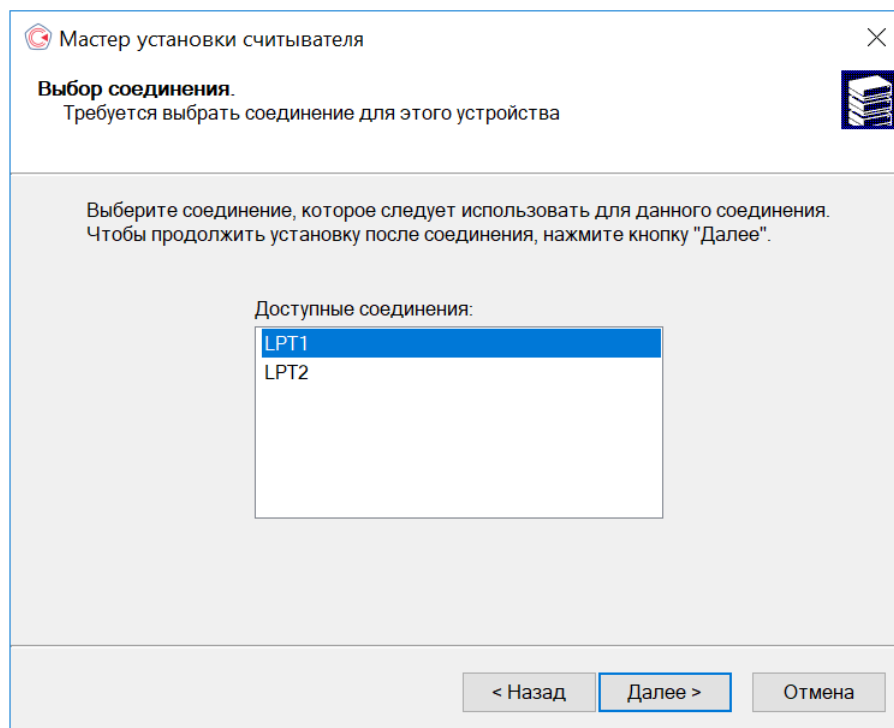 Мастер установки считывателя
Выбор соединения.
Требуется выбрать соединение для этого устройства
Выберите соединение, которое следует использовать для данного соединения.
Чтобы продолжить установку после соединения, нажмите кнопку "Далее".
Доступные соединения:
LPT1
LPT2
< Назад
Далее >
Отмена